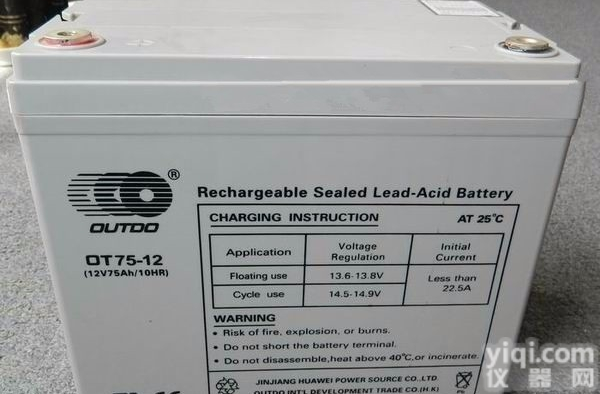 ®
OUTDO
OT75-12
(12V75Ah/10HR)
Rechargeable Sealed Lead-Acid Battery
CHARGING INSTRUCTION AT 25°C
Application Voltage Regulation Initial Current
Floating use 13.6-13.8V Less than 22.5A
Cycle use 14.5-14.9V
WARNING
• Risk of fire, explosion, or burns.
• Do not short the battery terminal.
• Do not disassemble,heat above 40°C,or incinerate.
JINJIANG HUAWEI POWER SOURCE CO.,LTD.
OUTDO INT'L DEVELOPMENT TRADE CO.(H.K)
Pb
yiqi.com
仪器网